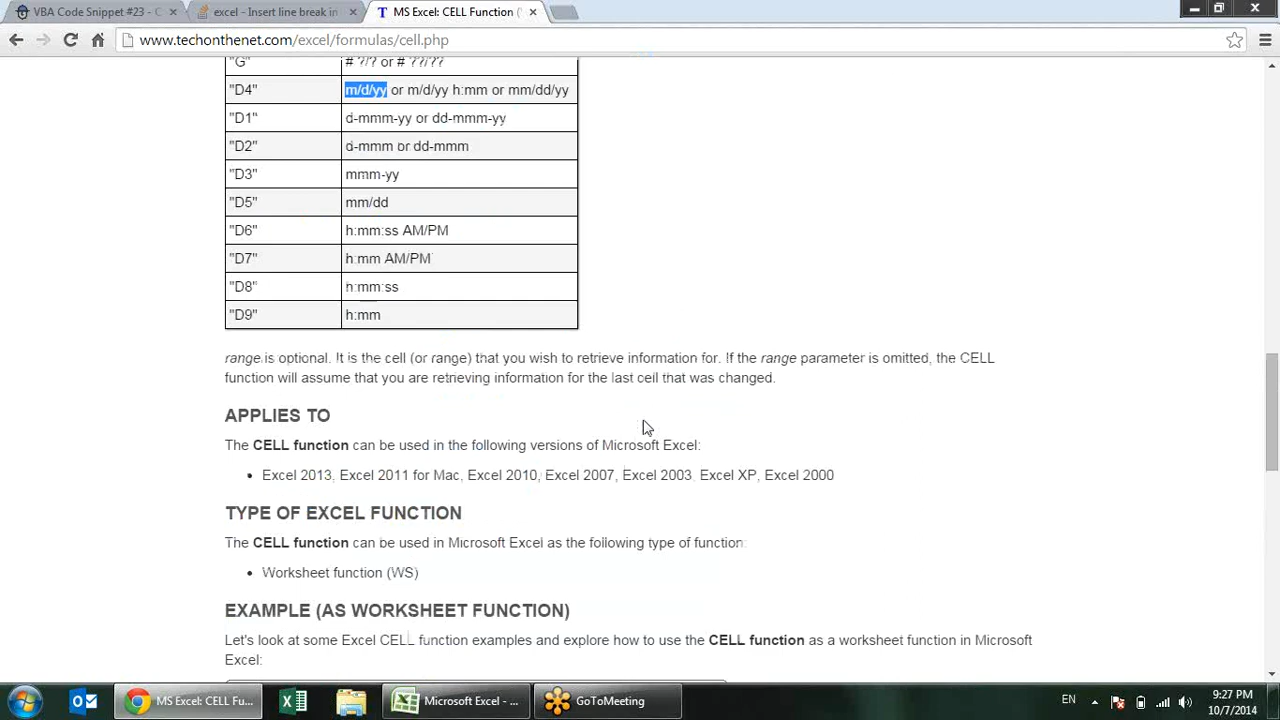 VBA Code Snippet #23 - C
excel - Insert line break in
MS Excel: CELL Function (
www.techonthenet.com/excel/formulas/cell.php
"G" # ?/? or # ??/??
"D4" m/d/yy or m/d/yy h:mm or mm/dd/yy
"D1" d-mmm-yy or dd-mmm-yy
"D2" d-mmm or dd-mmm
"D3" mmm-yy
"D5" mm/dd
"D6" h:mm:ss AM/PM
"D7" h:mm AM/PM
"D8" h:mm:ss
"D9" h:mm
range is optional. It is the cell (or range) that you wish to retrieve information for. If the range parameter is omitted, the CELL
function will assume that you are retrieving information for the last cell that was changed.
APPLIES TO
The CELL function can be used in the following versions of Microsoft Excel:
• Excel 2013, Excel 2011 for Mac, Excel 2010, Excel 2007, Excel 2003, Excel XP, Excel 2000
TYPE OF EXCEL FUNCTION
The CELL function can be used in Microsoft Excel as the following type of function:
• Worksheet function (WS)
EXAMPLE (AS WORKSHEET FUNCTION)
Let's look at some Excel CELL function examples and explore how to use the CELL function as a worksheet function in Microsoft
Excel:
MS Excel: CELL Fu...
Microsoft Excel - ...
GoToMeeting
EN
9:27 PM
10/7/2014